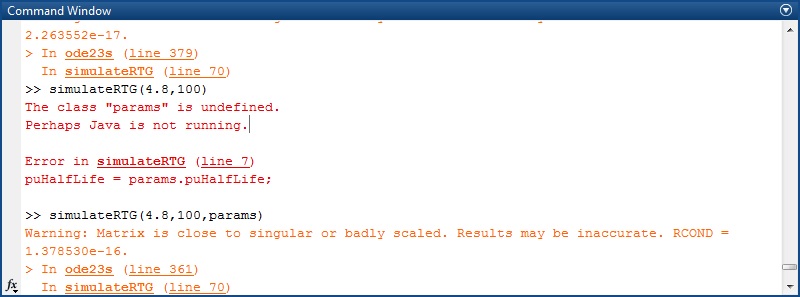 Command Window
2.263552e-17.
> In ode23s (line 379)
In simulateRTG (line 70)
>> simulateRTG(4.8,100)
The class "params" is undefined.
Perhaps Java is not running.
Error in simulateRTG (line 7)
puHalfLife = params.puHalfLife;
>> simulateRTG(4.8,100,params)
Warning: Matrix is close to singular or badly scaled. Results may be inaccurate. RCOND =
1.378530e-16.
> In ode23s (line 361)
fx In simulateRTG (line 70)